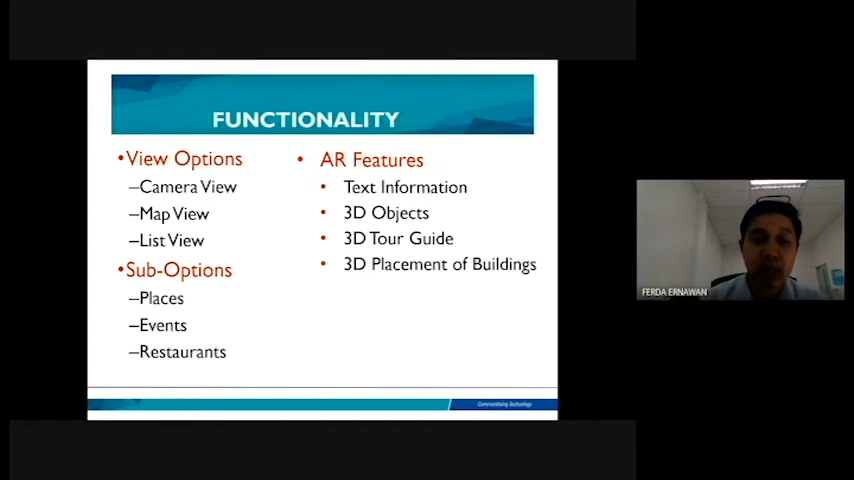 FUNCTIONALITY
•View Options
–Camera View
–Map View
–List View
•Sub-Options
–Places
–Events
–Restaurants
• AR Features
• Text Information
• 3D Objects
• 3D Tour Guide
• 3D Placement of Buildings
Communitising Technology
FERDA ERNAWAN